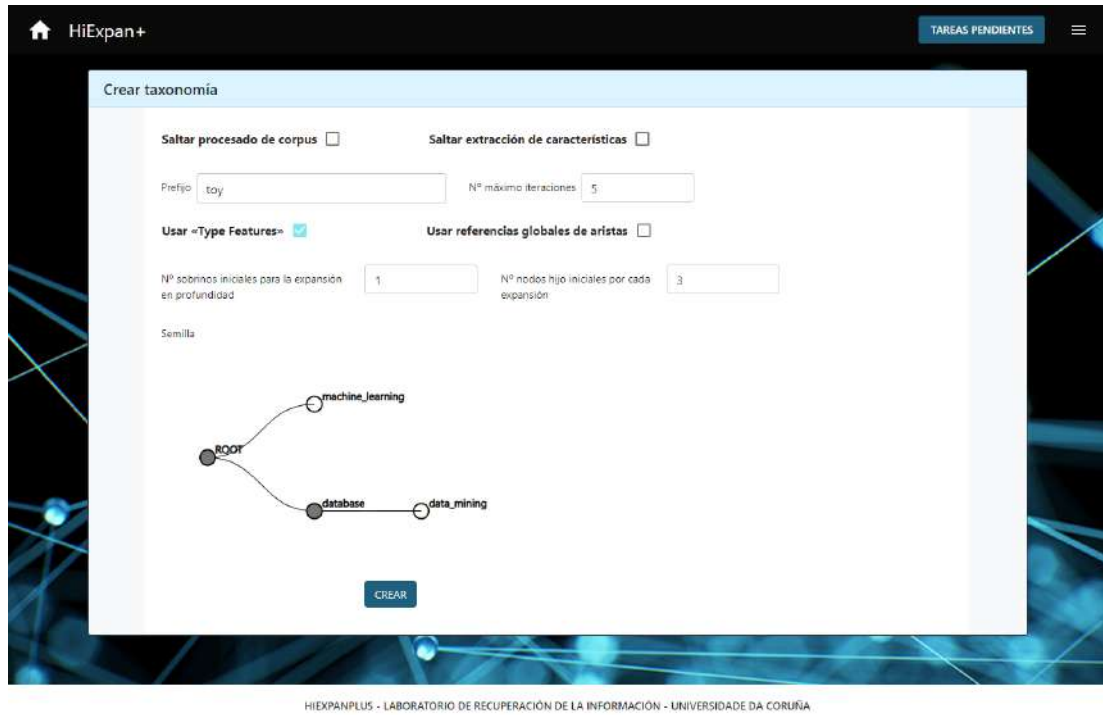 HiExpan+
TAREAS PENDIENTES
Crear taxonomía
Saltar procesado de corpus
Saltar extracción de características
Prefijo toy
Nº máximo iteraciones 5
Usar «Type Features»
Usar referencias globales de aristas
Nº sobrinos iniciales para la expansión
en profundidad
1
Nº nodos hijo iniciales por cada
expansión
3
Semilla
machine_learning
ROOT
database
data_mining
CREAR
HIEXPANPLUS - LABORATORIO DE RECUPERACIÓN DE LA INFORMACIÓN - UNIVERSIDADE DA CORUÑA